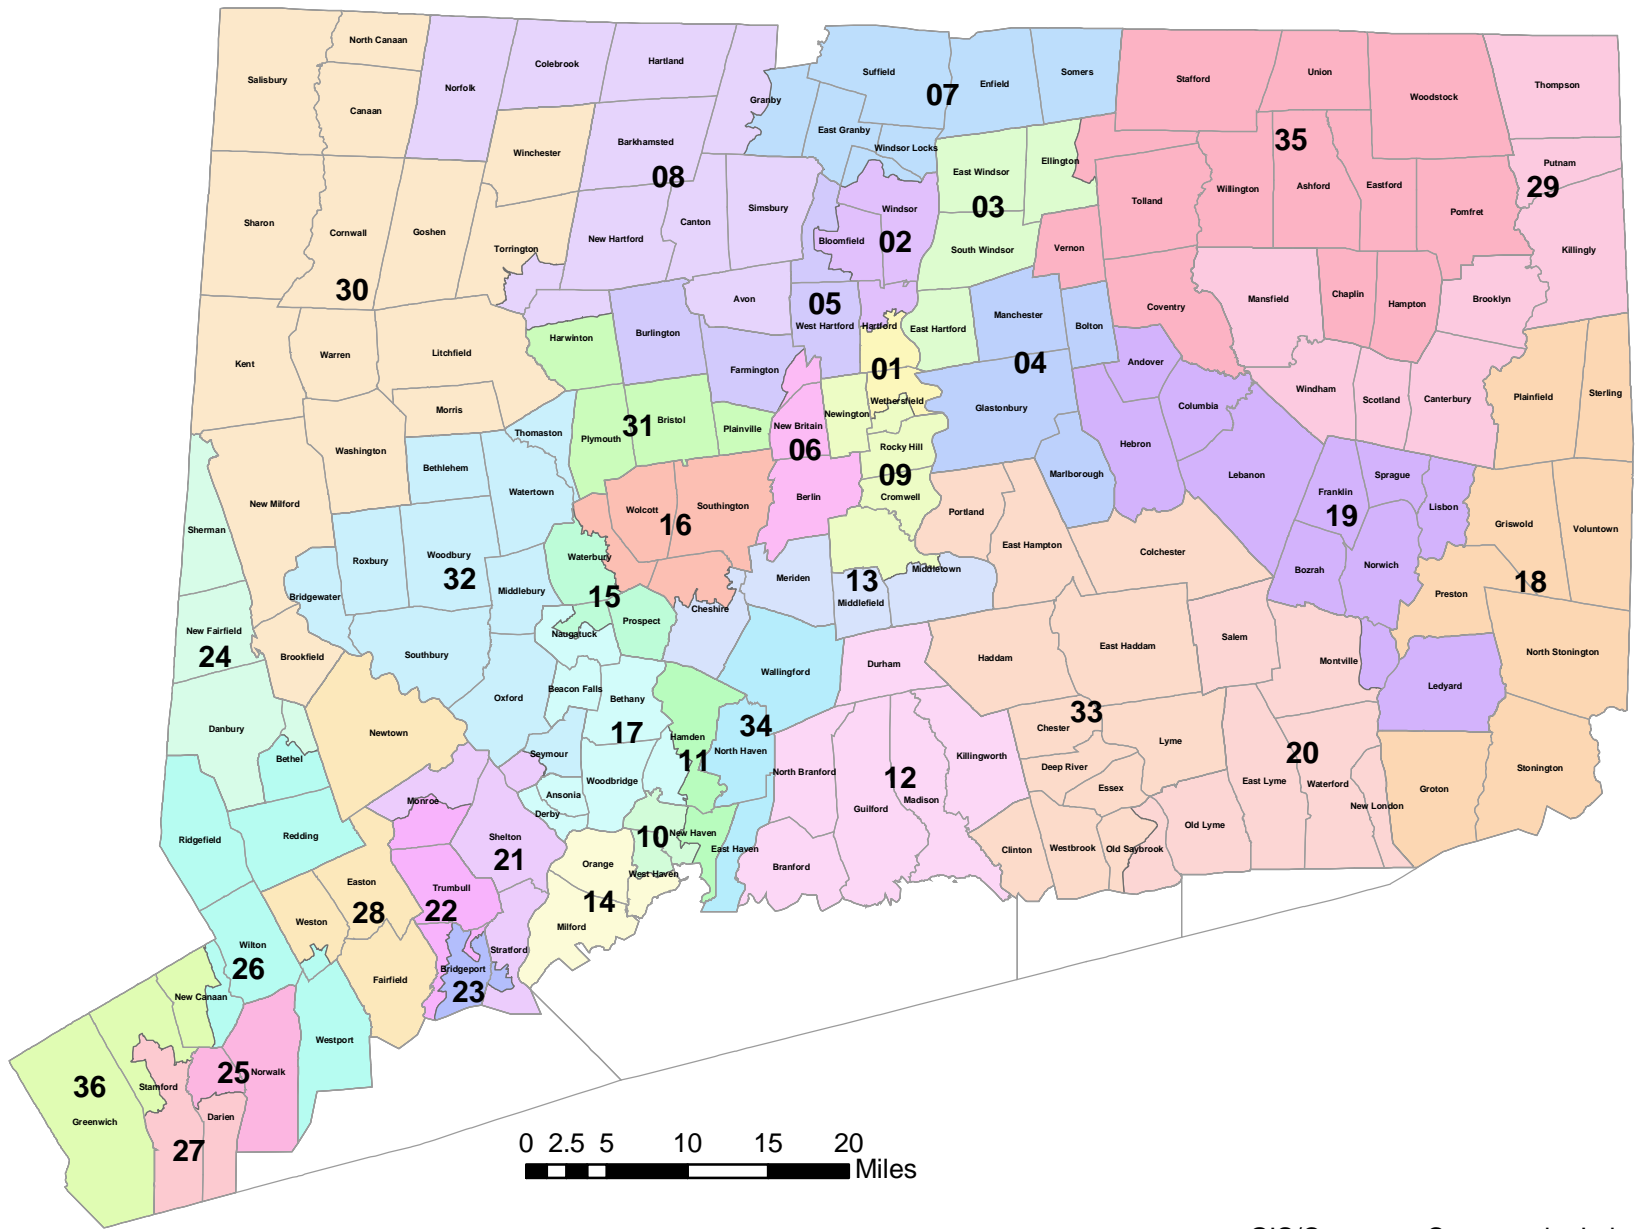 North Canaan
Salisbury
Canaan
Norfolk
Colebrook
Hartland
Granby
Suffield
07
Enfield
Somers
Stafford
Union
Woodstock
Thompson
East Granby
Windsor Locks
Winchester
Barkhamsted
08
East Windsor
Ellington
03
35
Willington
Ashford
Eastford
Pomfret
Putnam
29
Killingly
Tolland
Sharon
Cornwall
Goshen
Torrington
New Hartford
Canton
Simsbury
Windsor
Bloomfield
02
South Windsor
Vernon
30
Avon
05
West Hartford
Hartford
East Hartford
Manchester
Bolton
Coventry
Mansfield
Chaplin
Hampton
Brooklyn
Kent
Warren
Litchfield
Harwinton
Burlington
Farmington
01
04
Andover
Windham
Scotland
Canterbury
Plainfield
Sterling
Morris
Thomaston
Plymouth
31
Bristol
Plainville
New Britain
06
Newington
Wethersfield
Glastonbury
Rocky Hill
09
Cromwell
Hebron
Columbia
Washington
Bethlehem
Watertown
New Milford
Wolcott
16
Southington
Berlin
Portland
Marlborough
Lebanon
Franklin
19
Sprague
Lisbon
Griswold
Voluntown
Sherman
Roxbury
Woodbury
32
Waterbury
15
East Hampton
Colchester
Bozrah
Norwich
18
Preston
Bridgewater
Middlebury
Cheshire
Meriden
13
Middlefield
Middletown
Prospect
Naugatuck
New Fairfield
24
Brookfield
Southbury
Oxford
Beacon Falls
Bethany
17
Wallingford
Durham
Haddam
East Haddam
Salem
Montville
Ledyard
North Stonington
Danbury
Bethel
Newtown
Seymour
Woodbridge
Hamden
11
34
North Haven
North Branford
12
Guilford
Madison
Killingworth
Chester
33
Deep River
Essex
Lyme
20
East Lyme
Waterford
New London
Groton
Stonington
Ridgefield
Redding
Monroe
Ansonia
Derby
Shelton
21
Orange
10
New Haven
West Haven
East Haven
Branford
Clinton
Westbrook
Old Saybrook
Old Lyme
Easton
28
Weston
Trumbull
22
14
Milford
Wilton
26
Fairfield
Bridgeport
23
Stratford
New Canaan
Westport
36
Greenwich
Stamford
25
Norwalk
Darien
27
0 2.5 5 10 15 20
Miles